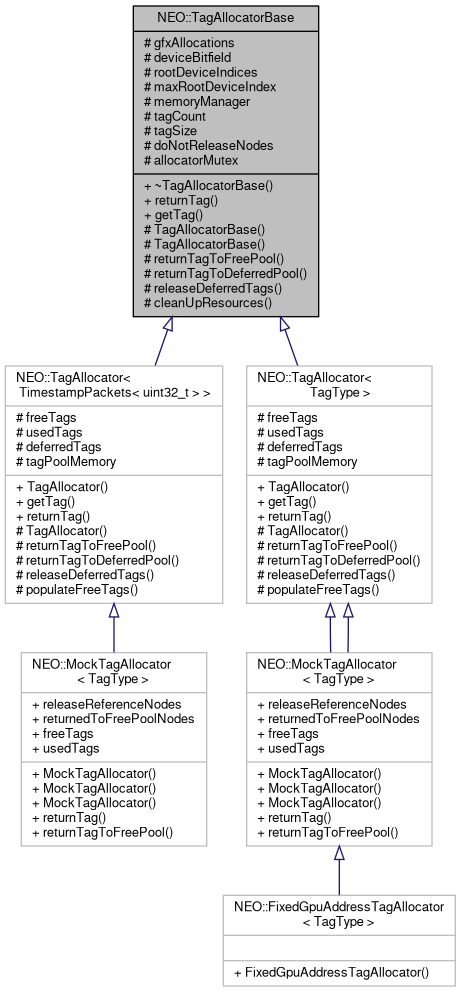 NEO::TagAllocatorBase
# gfxAllocations
# deviceBitfield
# rootDeviceIndices
# maxRootDeviceIndex
# memoryManager
# tagCount
# tagSize
# doNotReleaseNodes
# allocatorMutex
+ ~TagAllocatorBase()
+ returnTag()
+ getTag()
# TagAllocatorBase()
# TagAllocatorBase()
# returnTagToFreePool()
# returnTagToDeferredPool()
# releaseDeferredTags()
# cleanUpResources()
NEO::TagAllocator<
TimestampPackets< uint32_t > >
# freeTags
# usedTags
# deferredTags
# tagPoolMemory
+ TagAllocator()
+ getTag()
+ returnTag()
# TagAllocator()
# returnTagToFreePool()
# returnTagToDeferredPool()
# releaseDeferredTags()
# populateFreeTags()
NEO::TagAllocator<
TagType >
# freeTags
# usedTags
# deferredTags
# tagPoolMemory
+ TagAllocator()
+ getTag()
+ returnTag()
# TagAllocator()
# returnTagToFreePool()
# returnTagToDeferredPool()
# releaseDeferredTags()
# populateFreeTags()
NEO::MockTagAllocator
< TagType >
+ releaseReferenceNodes
+ returnedToFreePoolNodes
+ freeTags
+ usedTags
+ MockTagAllocator()
+ MockTagAllocator()
+ MockTagAllocator()
+ returnTag()
+ returnTagToFreePool()
NEO::MockTagAllocator
< TagType >
+ releaseReferenceNodes
+ returnedToFreePoolNodes
+ freeTags
+ usedTags
+ MockTagAllocator()
+ MockTagAllocator()
+ MockTagAllocator()
+ returnTag()
+ returnTagToFreePool()
NEO::FixedGpuAddressTagAllocator
< TagType >
+ FixedGpuAddressTagAllocator()